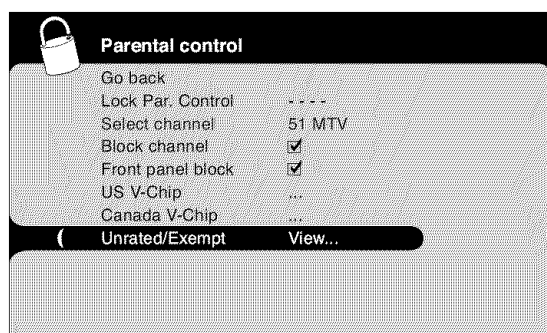 Parental control
Go back
Lock Par. Control - - - -
Select channel 51 MTV
Block channel
Front panel block
US V-Chip ...
Canada V-Chip ...
Unrated/Exempt View...